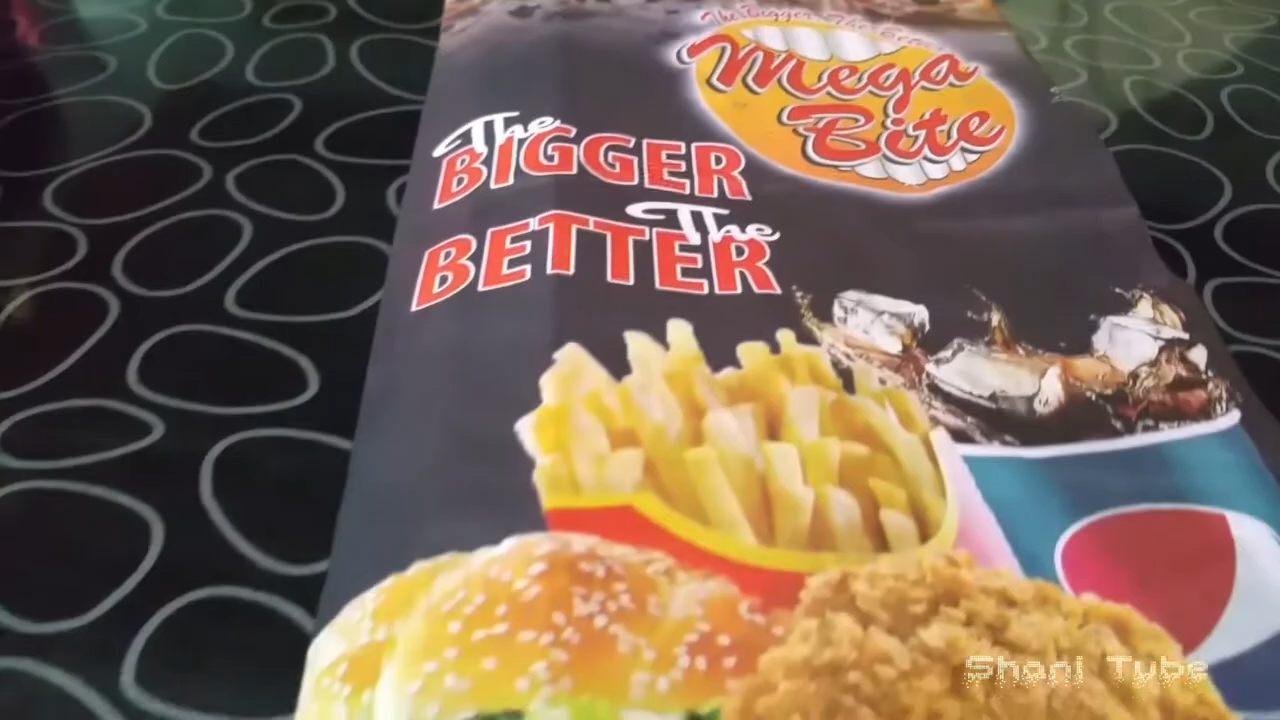 The Bigger The Better
Mega
Bite
The
BIGGER
The
BETTER
Shani Tube